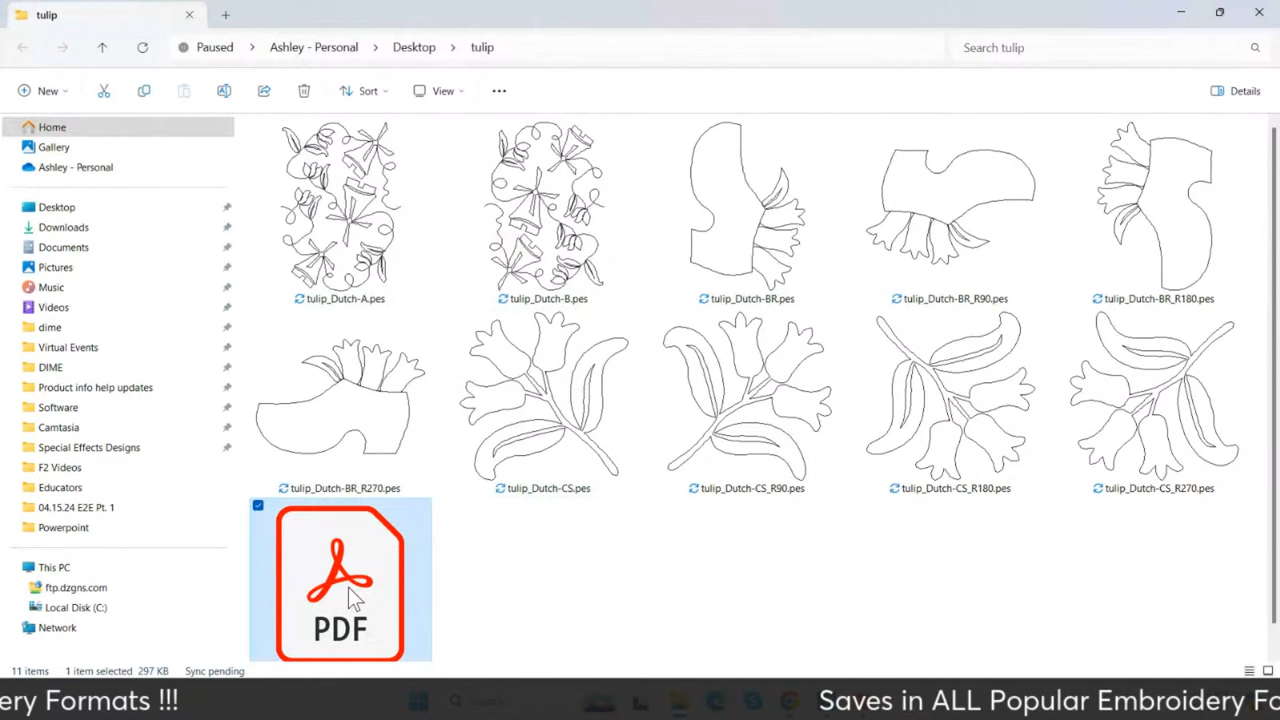 tulip
Paused
Ashley - Personal
Desktop
tulip
Search tulip
New
Sort
View
Details
Home
Gallery
Ashley - Personal
Desktop
Downloads
Documents
Pictures
Music
Videos
dime
Virtual Events
DIME
Product info help updates
Software
Camtasia
Special Effects Designs
F2 Videos
Educators
04.15.24 E2E Pt. 1
Powerpoint
This PC
ftp.dzgns.com
Local Disk (C:)
Network
tulip_Dutch-A.pes
tulip_Dutch-B.pes
tulip_Dutch-BR.pes
tulip_Dutch-BR_R90.pes
tulip_Dutch-BR_R180.pes
tulip_Dutch-BR_R270.pes
tulip_Dutch-CS.pes
tulip_Dutch-CS_R90.pes
tulip_Dutch-CS_R180.pes
tulip_Dutch-CS_R270.pes
PDF
11 items
1 item selected 297 KB
Sync pending
Search
ery Formats !!!
Saves in ALL Popular Embroidery Fo